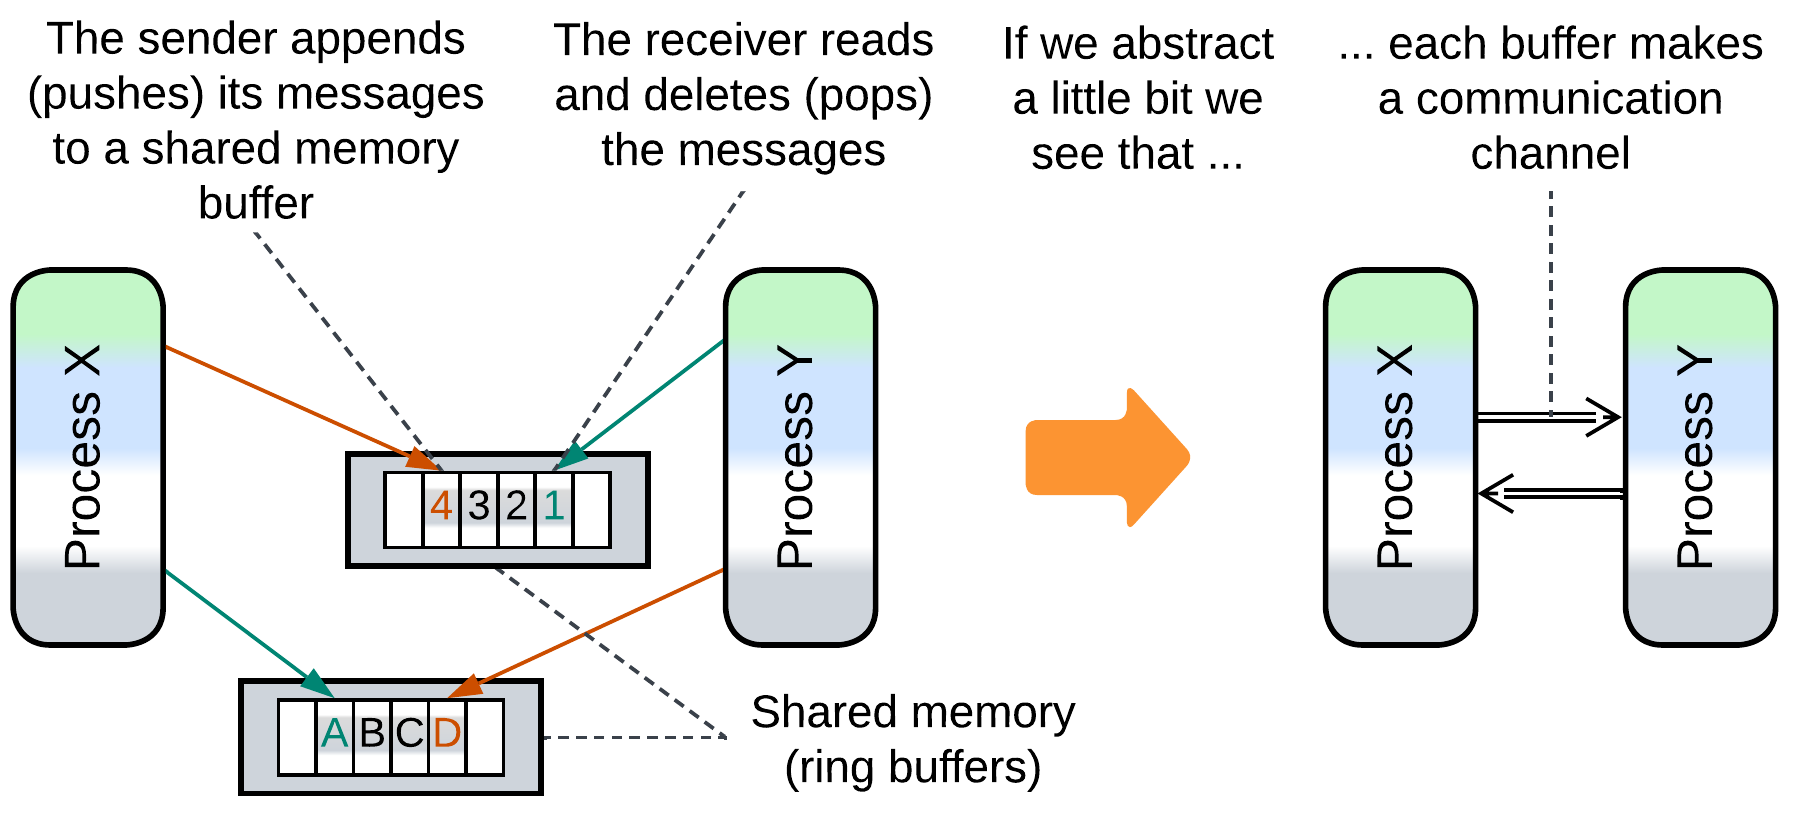 The sender appends
(pushes) its messages
to a shared memory
buffer
The receiver reads
and deletes (pops)
the messages
If we abstract
a little bit we
see that ...
... each buffer makes
a communication
channel
Process X
4 3 2 1
Process Y
A B C D
Shared memory
(ring buffers)
Process X
Process Y